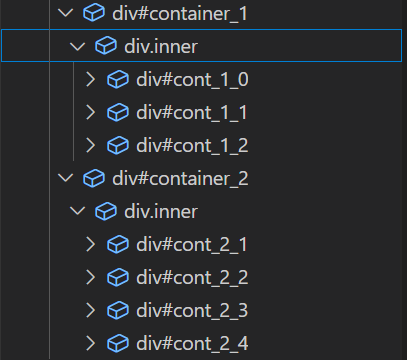 div#container_1
div.inner
div#cont_1_0
div#cont_1_1
div#cont_1_2
div#container_2
div.inner
div#cont_2_1
div#cont_2_2
div#cont_2_3
div#cont_2_4